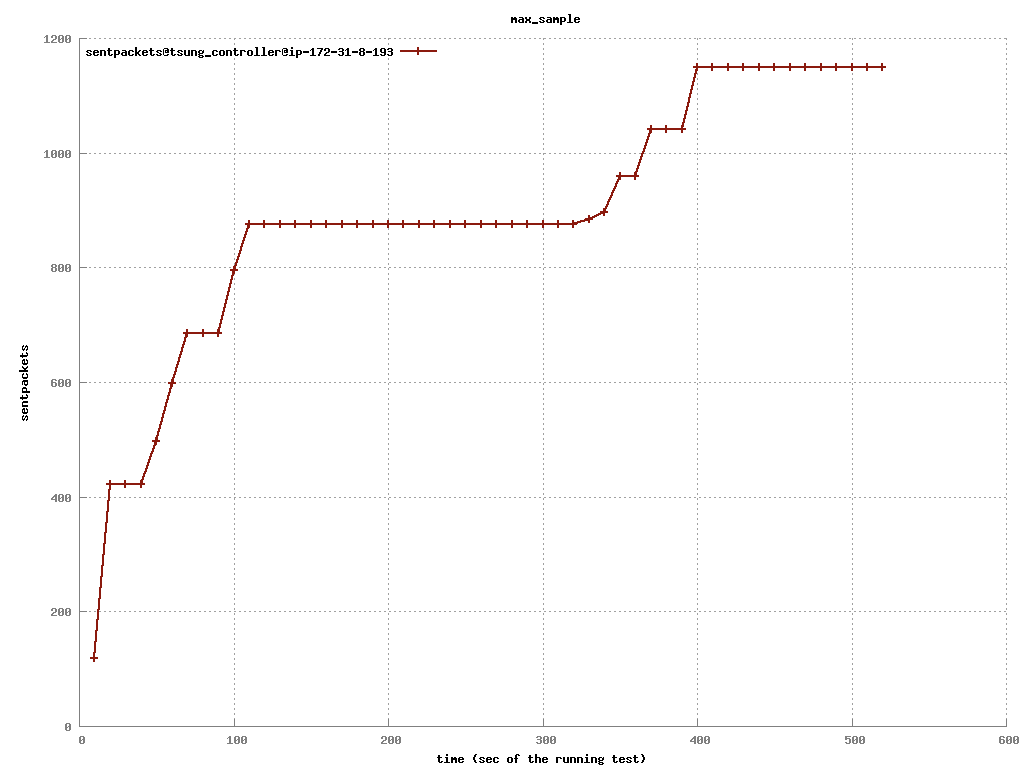 max_sample
1200
sentpackets@tsung_controller@ip-172-31-8-193
1000
800
600
sentpackets
400
200
0
0 100 200 300 400 500 600
time (sec of the running test)